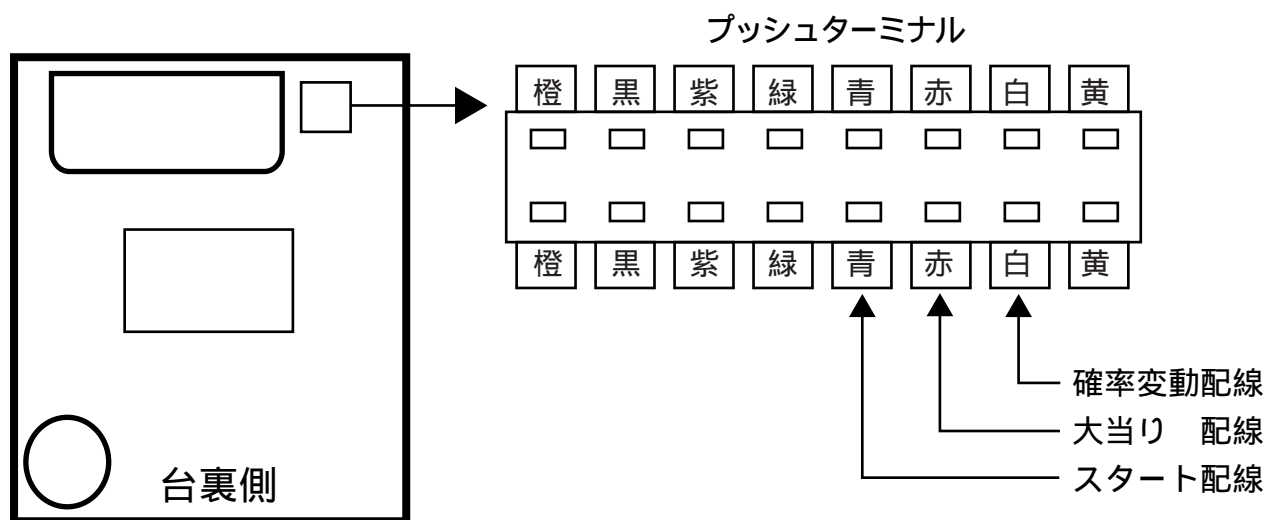 プッシュターミナル
橙 黒 紫 緑 青 赤 白 黄
橙 黒 紫 緑 青 赤 白 黄
確率変動配線
大当り　配線
スタート配線
台裏側